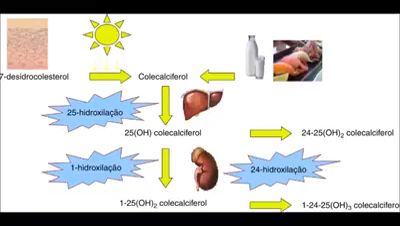 7-desidrocolesterol
Colecalciferol
25-hidroxilação
25(OH) colecalciferol
24-25(OH)₂ colecalciferol
1-hidroxilação
24-hidroxilação
1-25(OH)₂ colecalciferol
1-24-25(OH)₃ colecalciferol